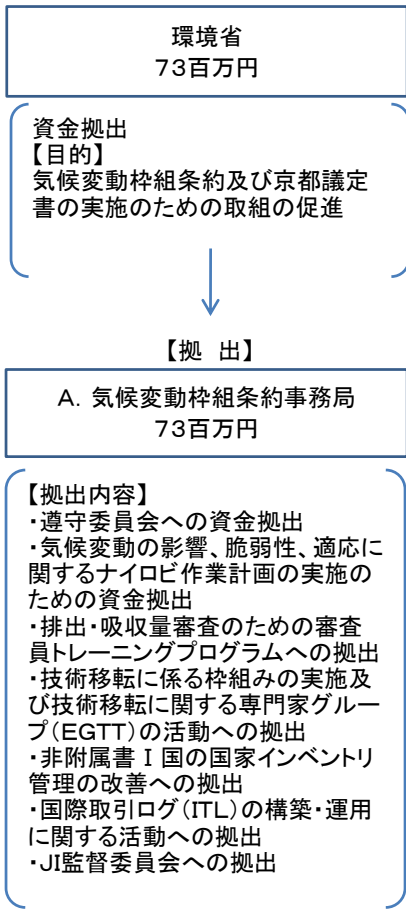 環境省
73百万円
資金拠出
【目的】
気候変動枠組条約及び京都議定
書の実施のための取組の促進
【拠 出】
A. 気候変動枠組条約事務局
73百万円
【拠出内容】
・遵守委員会への資金拠出
・気候変動の影響、脆弱性、適応に
関するナイロビ作業計画の実施の
ための資金拠出
・排出・吸収量審査のための審査
員トレーニングプログラムへの拠出
・技術移転に係る枠組みの実施及
び技術移転に関する専門家グルー
プ(EGTT)の活動への拠出
・非附属書Ⅰ国の国家インベントリ
管理の改善への拠出
・国際取引ログ(ITL)の構築・運用
に関する活動への拠出
・JI監督委員会への拠出